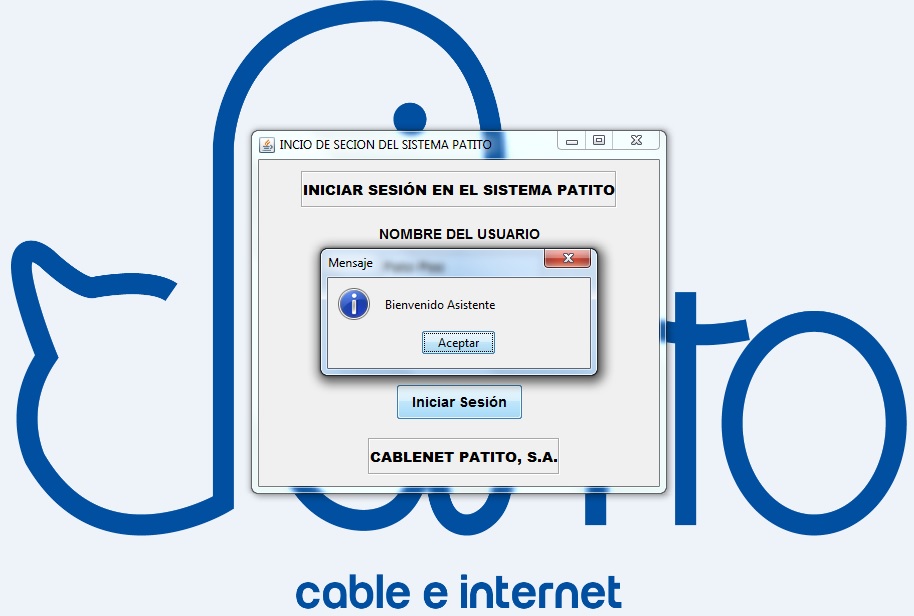 INCIO DE SECION DEL SISTEMA PATITO
INICIAR SESIÓN EN EL SISTEMA PATITO
NOMBRE DEL USUARIO
Mensaje
Bienvenido Asistente
Aceptar
Iniciar Sesión
CABLENET PATITO, S.A.
cable e internet